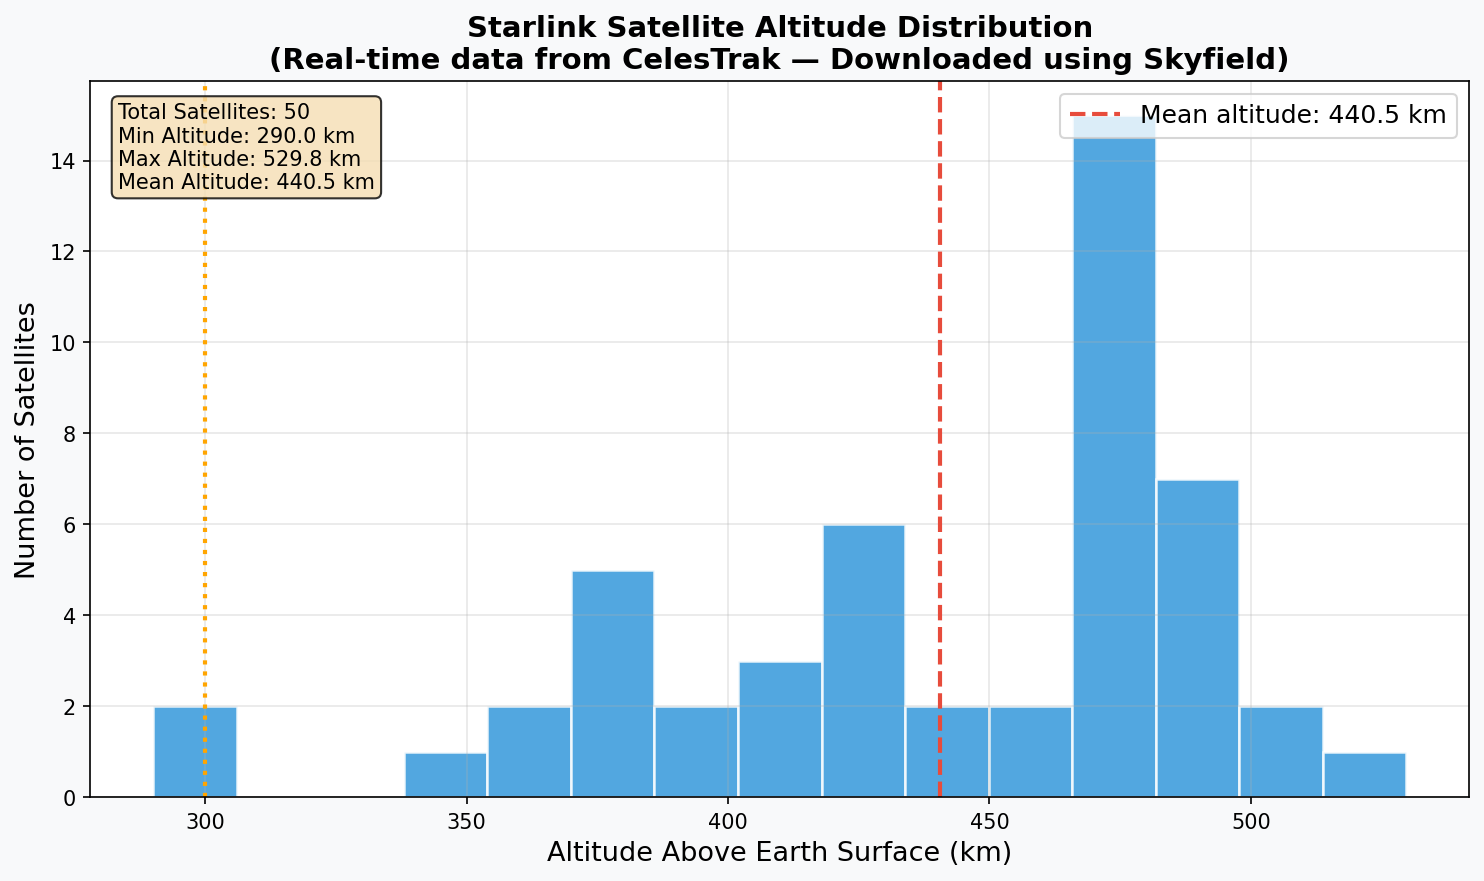 Starlink Satellite Altitude Distribution
(Real-time data from CelesTrak — Downloaded using Skyfield)
Total Satellites: 50
Min Altitude: 290.0 km
Max Altitude: 529.8 km
Mean Altitude: 440.5 km
Mean altitude: 440.5 km
Number of Satellites
14
12
10
8
6
4
2
0
300 350 400 450 500
Altitude Above Earth Surface (km)